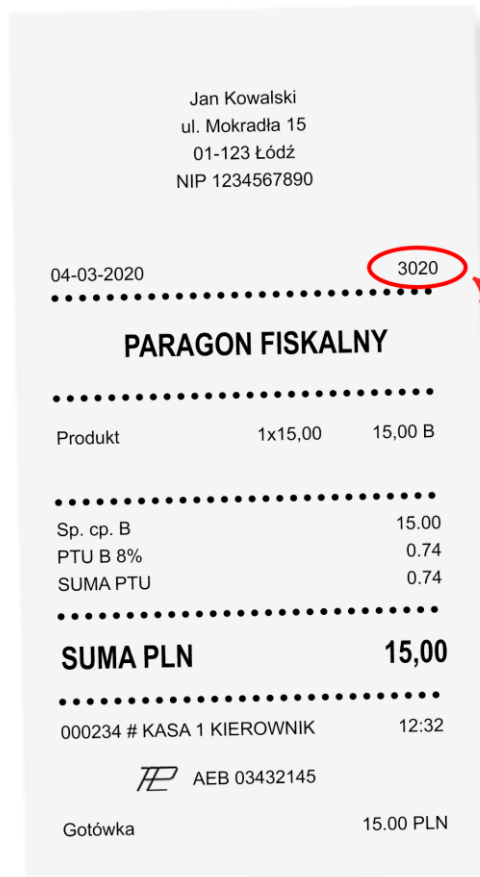 Jan Kowalski
ul. Mokradła 15
01-123 Łódź
NIP 1234567890
04-03-2020 3020
PARAGON FISKALNY
Produkt 1x15,00 15,00 B
Sp. cp. B 15.00
PTU B 8% 0.74
SUMA PTU 0.74
SUMA PLN 15,00
000234 # KASA 1 KIEROWNIK 12:32
AEB 03432145
Gotówka 15.00 PLN